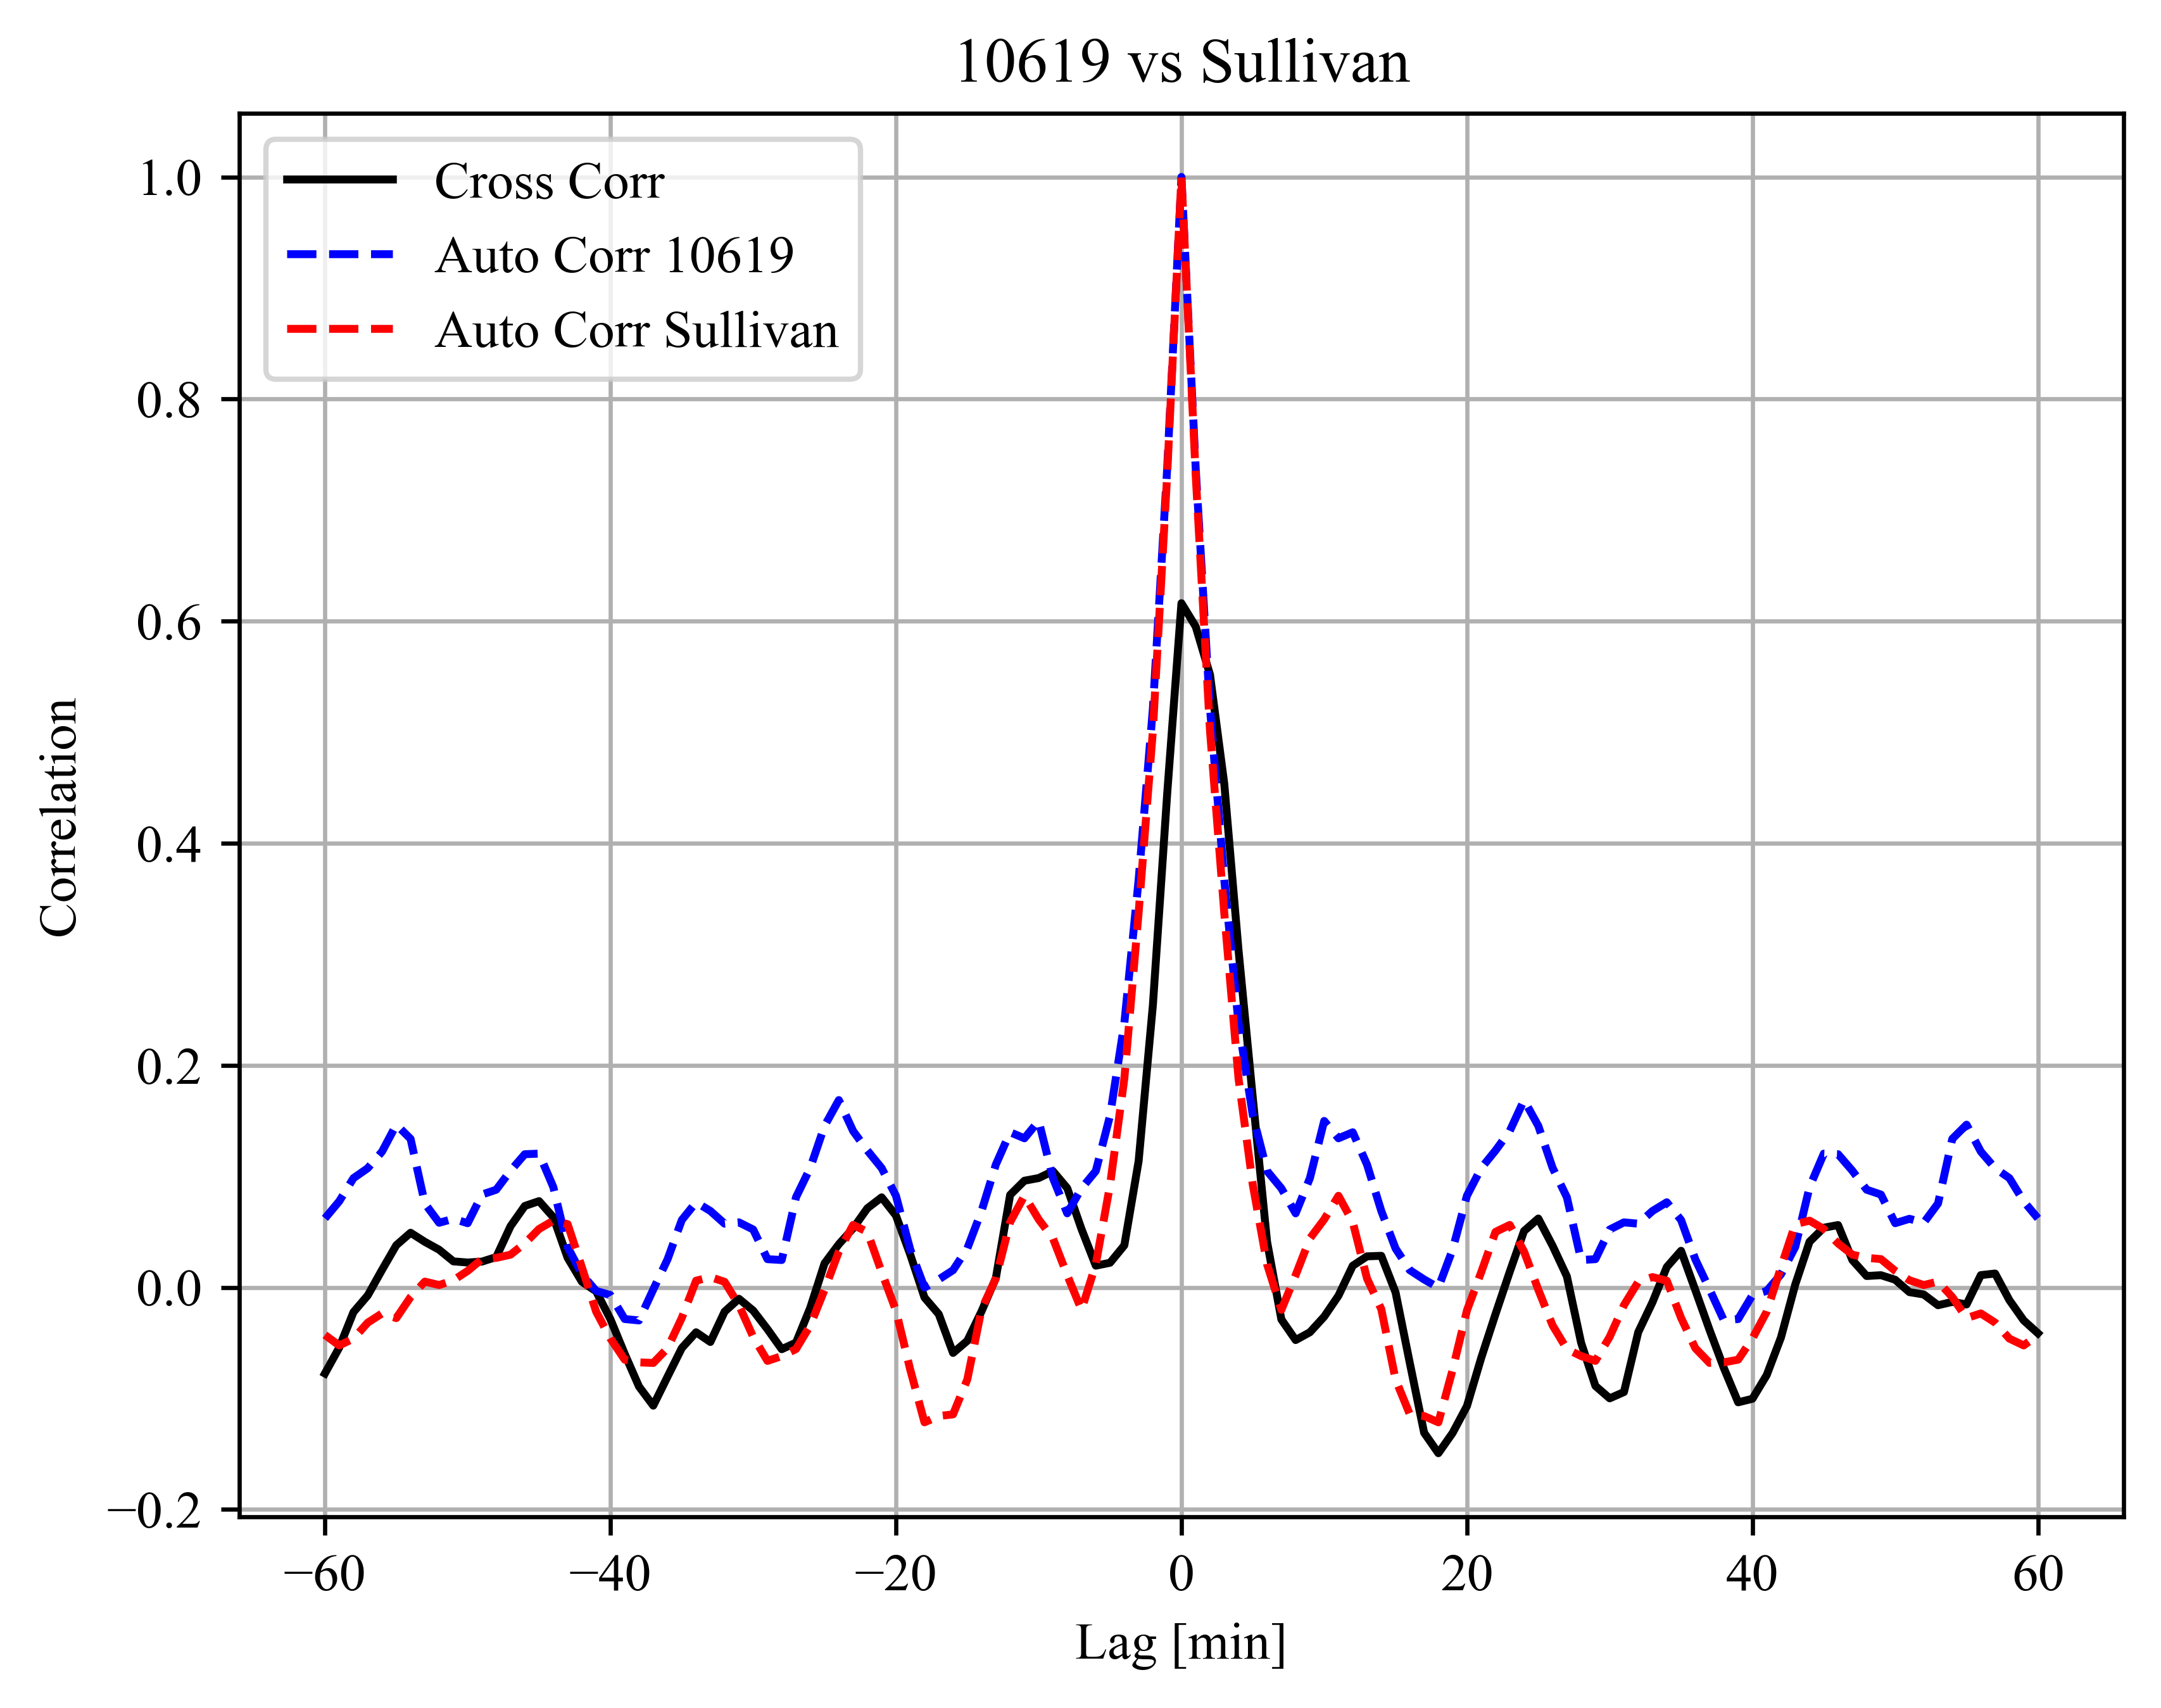 10619 vs Sullivan
Cross Corr
Auto Corr 10619
Auto Corr Sullivan
1.0
0.8
0.6
0.4
0.2
0.0
−0.2
Correlation
−60 −40 −20 0 20 40 60
Lag [min]